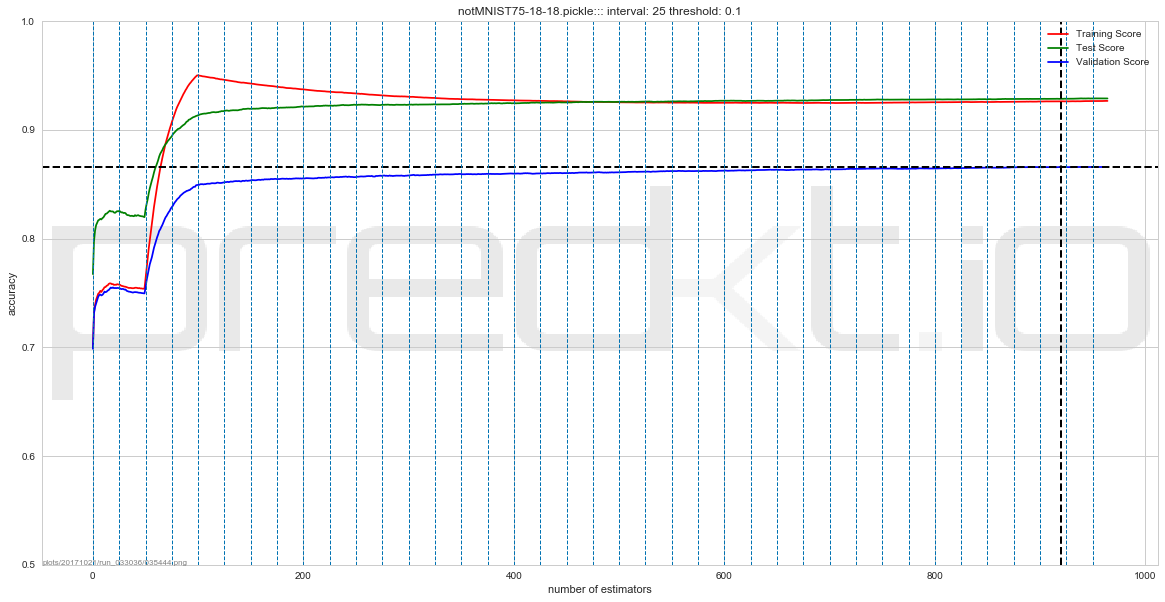 notMNIST75-18-18.pickle::: interval: 25 threshold: 0.1
Training Score
Test Score
Validation Score
1.0
0.9
0.8
0.7
0.6
0.5
accuracy
predkt.io
0
200
400
600
800
1000
number of estimators